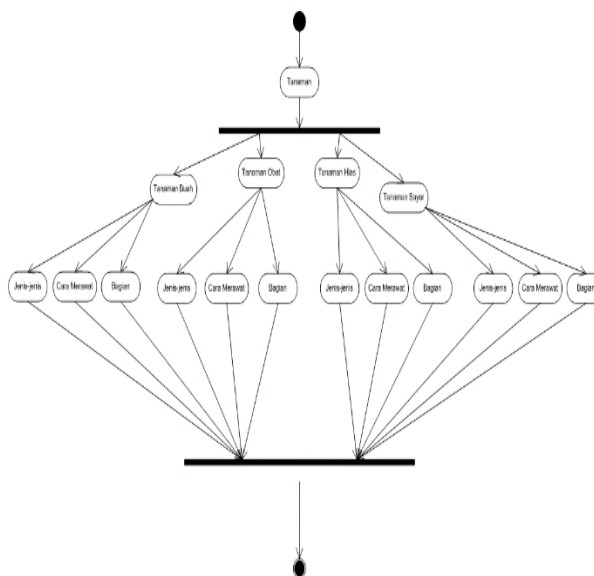 Tanaman
Tanaman Buah
Tanaman Obat
Tanaman Hias
Tanaman Sayur
Jenis-jenis
Cara Merawat
Bagian
Jenis-jenis
Cara Merawat
Bagian
Jenis-jenis
Cara Merawat
Bagian
Jenis-jenis
Cara Merawat
Bagian